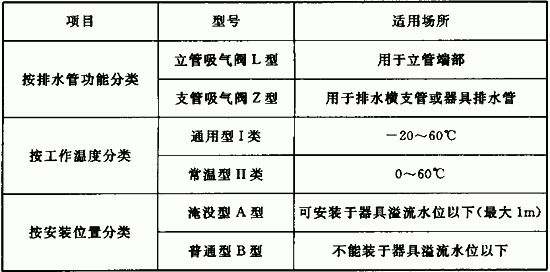 项目 型号 适用场所
按排水管功能分类 立管吸气阀 L 型 用于立管端部
支管吸气阀 Z 型 用于排水横支管或器具排水管
按工作温度分类 通用型 I 类 －20～60℃
常温型 II 类 0～60℃
按安装位置分类 淹没型 A 型 可安装于器具溢流水位以下(最大 1m)
普通型 B 型 不能装于器具溢流水位以下